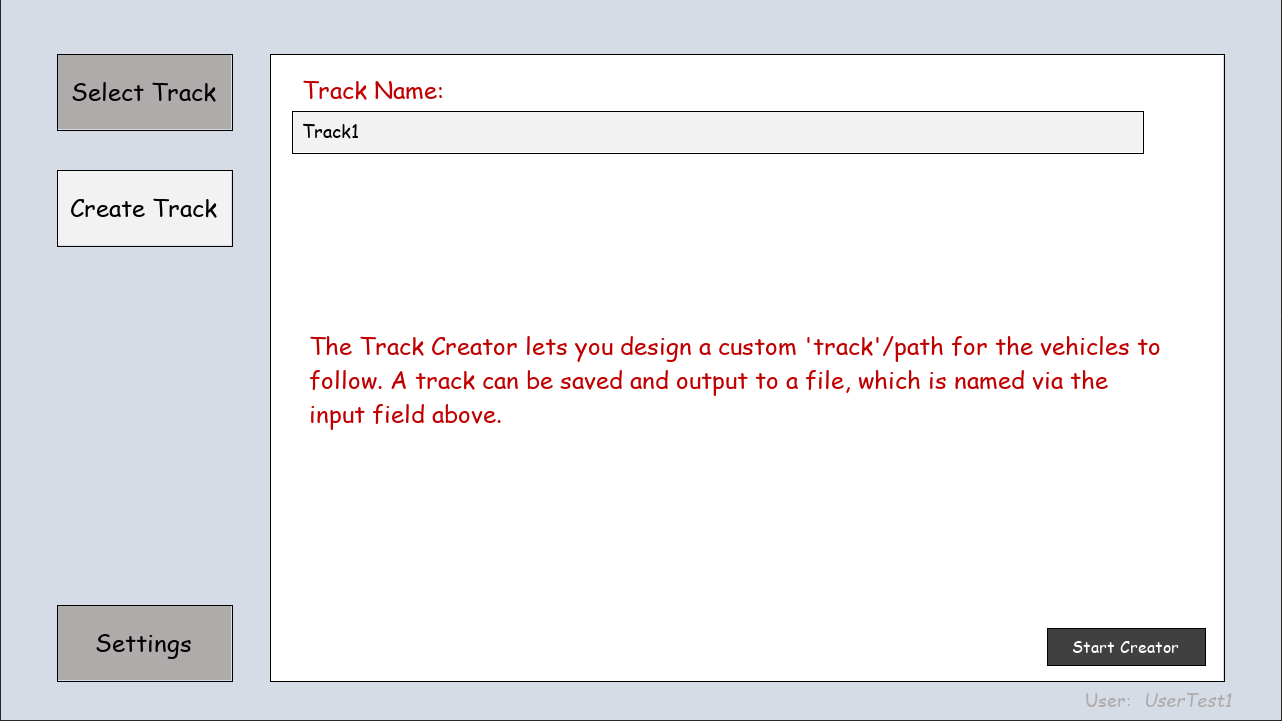 Select Track
Create Track
Settings
Track Name:
Track1
The Track Creator lets you design a custom 'track'/path for the vehicles to
follow. A track can be saved and output to a file, which is named via the
input field above.
Start Creator
User: UserTest1